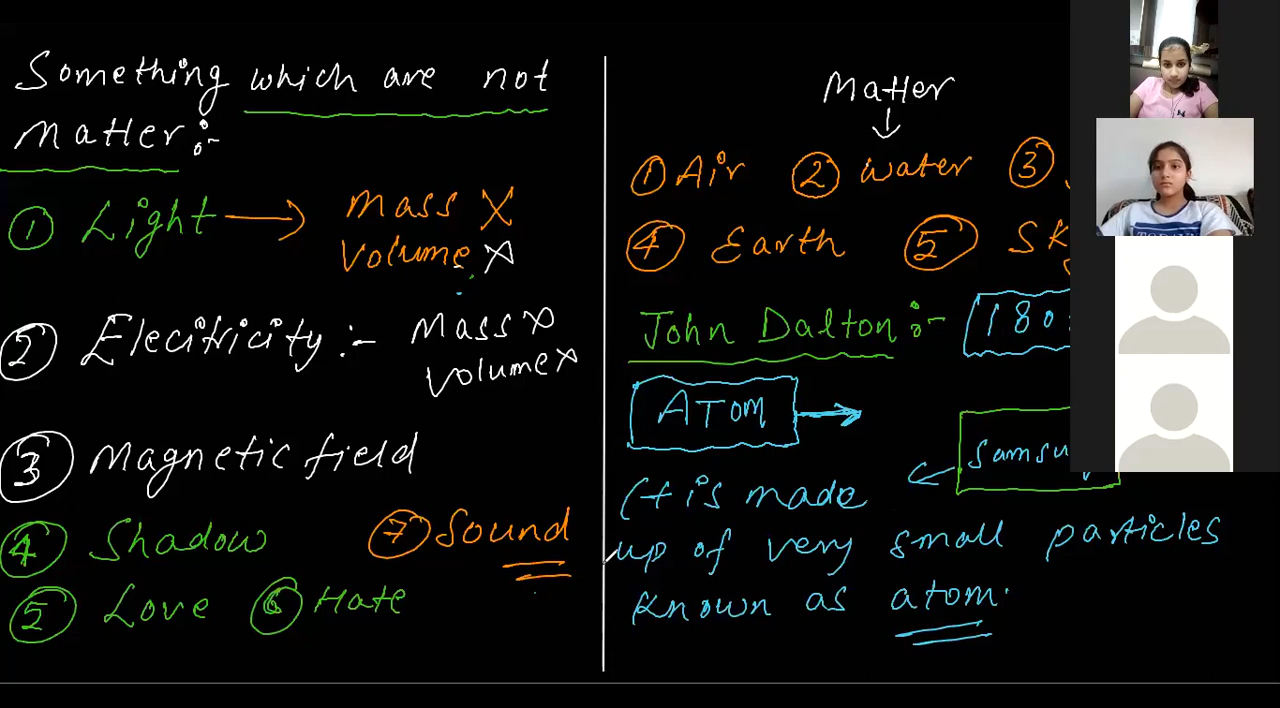 Something which are not
Matter:-
① Light → Mass X
Volume X
② Electricity :- Mass X
Volume X
③ Magnetic field
④ Shadow ⑦ Sound
⑤ Love ⑥ Hate
Matter
↓
① Air ② Water ③
④ Earth ⑤
John Dalton :-
ATOM →
It is made
up of very small particles
known as atom.